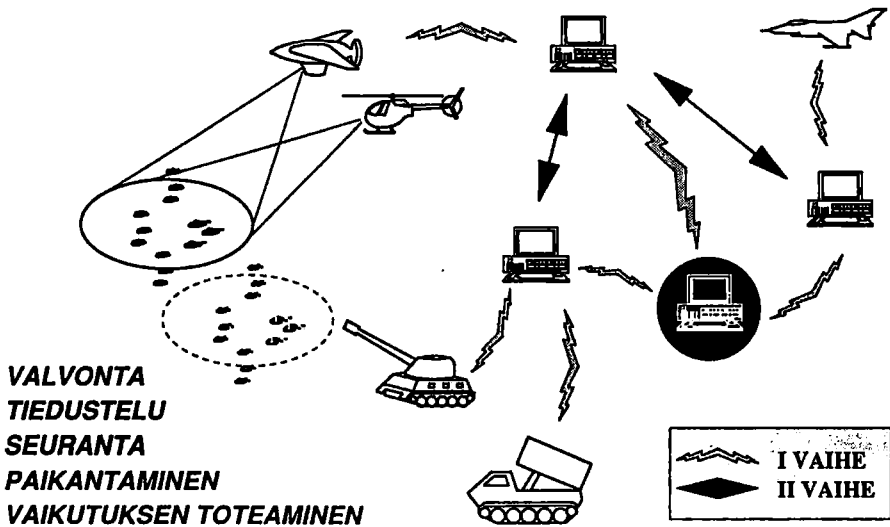 VALVONTA
TIEDUSTELU
SEURANTA
PAIKANTAMINEN
VAIKUTUKSEN TOTEAMINEN
I VAIHE
II VAIHE